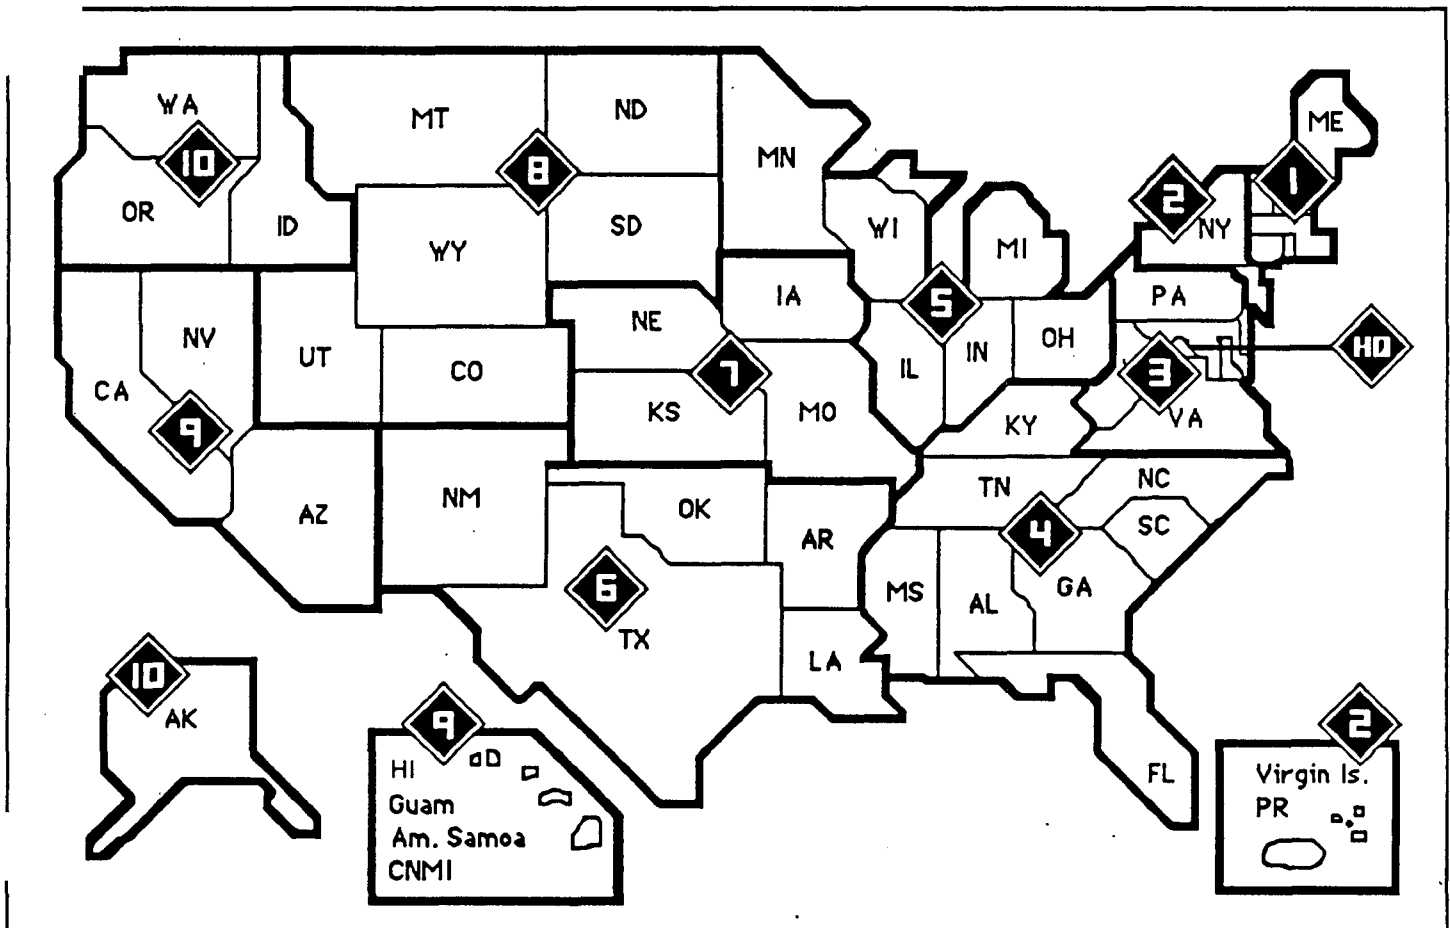 WA
MT
ND
MN
ME
10
8
1
2
OR
ID
WY
SD
WI
MI
NY
5
PA
IA
NV
UT
CO
NE
IL
IN
OH
HQ
CA
7
3
KS
MO
KY
VA
9
AZ
NM
OK
TN
NC
AR
4
SC
6
MS
AL
GA
TX
LA
10
AK
9
2
FL
HI
Guam
Am. Samoa
CNMI
Virgin Is.
PR